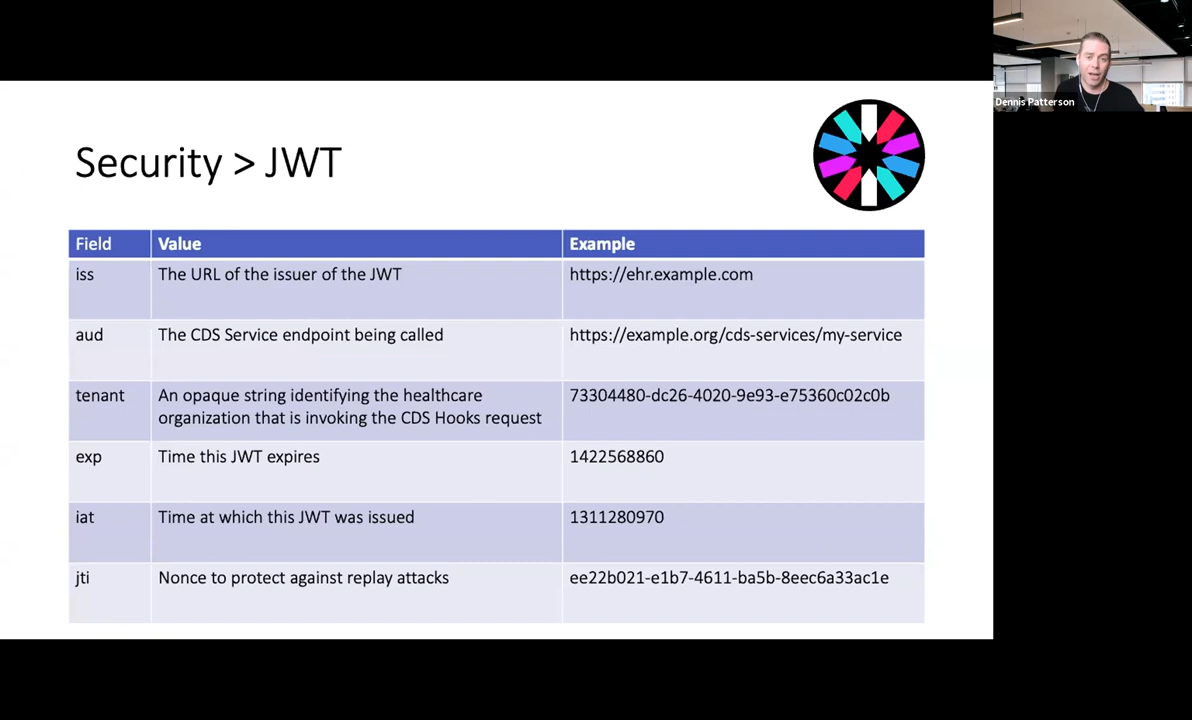 Dennis Patterson
Security > JWT
Field Value Example
iss The URL of the issuer of the JWT https://ehr.example.com
aud The CDS Service endpoint being called https://example.org/cds-services/my-service
tenant An opaque string identifying the healthcare 73304480-dc26-4020-9e93-e75360c02c0b
organization that is invoking the CDS Hooks request
exp Time this JWT expires 1422568860
iat Time at which this JWT was issued 1311280970
jti Nonce to protect against replay attacks ee22b021-e1b7-4611-ba5b-8eec6a33ac1e